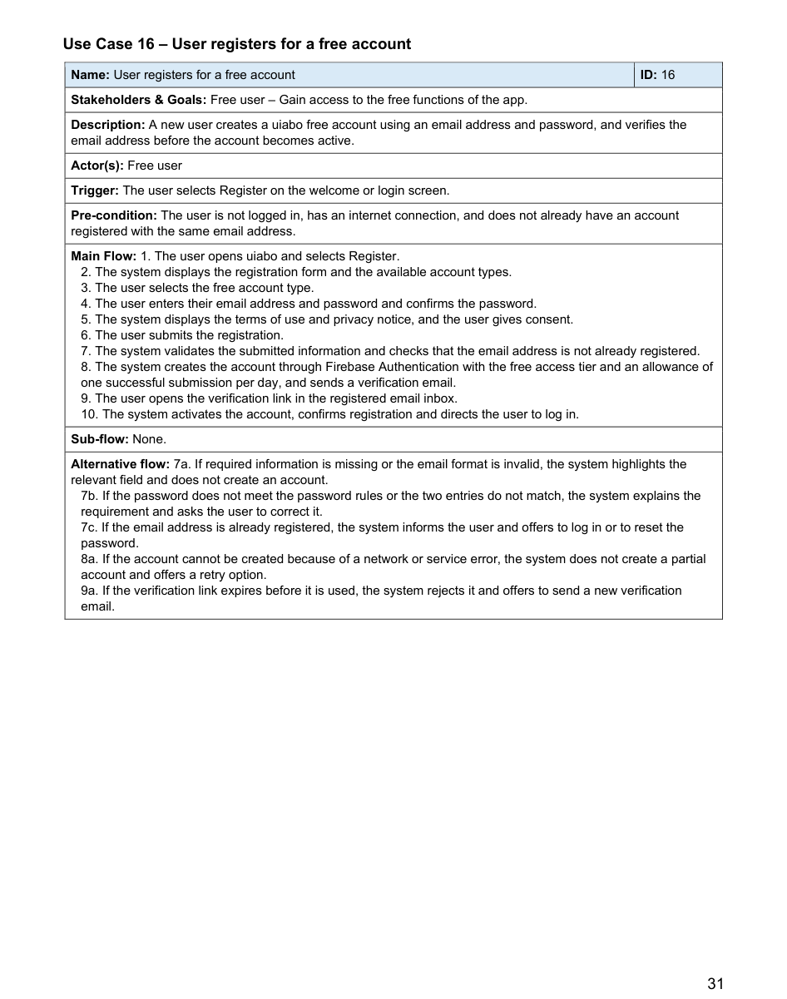 Use Case 16 – User registers for a free account
Name: User registers for a free account
ID: 16
Stakeholders & Goals: Free user – Gain access to the free functions of the app.
Description: A new user creates a uiabo free account using an email address and password, and verifies the
email address before the account becomes active.
Actor(s): Free user
Trigger: The user selects Register on the welcome or login screen.
Pre-condition: The user is not logged in, has an internet connection, and does not already have an account
registered with the same email address.
Main Flow: 1. The user opens uiabo and selects Register.
2. The system displays the registration form and the available account types.
3. The user selects the free account type.
4. The user enters their email address and password and confirms the password.
5. The system displays the terms of use and privacy notice, and the user gives consent.
6. The user submits the registration.
7. The system validates the submitted information and checks that the email address is not already registered.
8. The system creates the account through Firebase Authentication with the free access tier and an allowance of
one successful submission per day, and sends a verification email.
9. The user opens the verification link in the registered email inbox.
10. The system activates the account, confirms registration and directs the user to log in.
Sub-flow: None.
Alternative flow: 7a. If required information is missing or the email format is invalid, the system highlights the
relevant field and does not create an account.
7b. If the password does not meet the password rules or the two entries do not match, the system explains the
requirement and asks the user to correct it.
7c. If the email address is already registered, the system informs the user and offers to log in or to reset the
password.
8a. If the account cannot be created because of a network or service error, the system does not create a partial
account and offers a retry option.
9a. If the verification link expires before it is used, the system rejects it and offers to send a new verification
email.
31